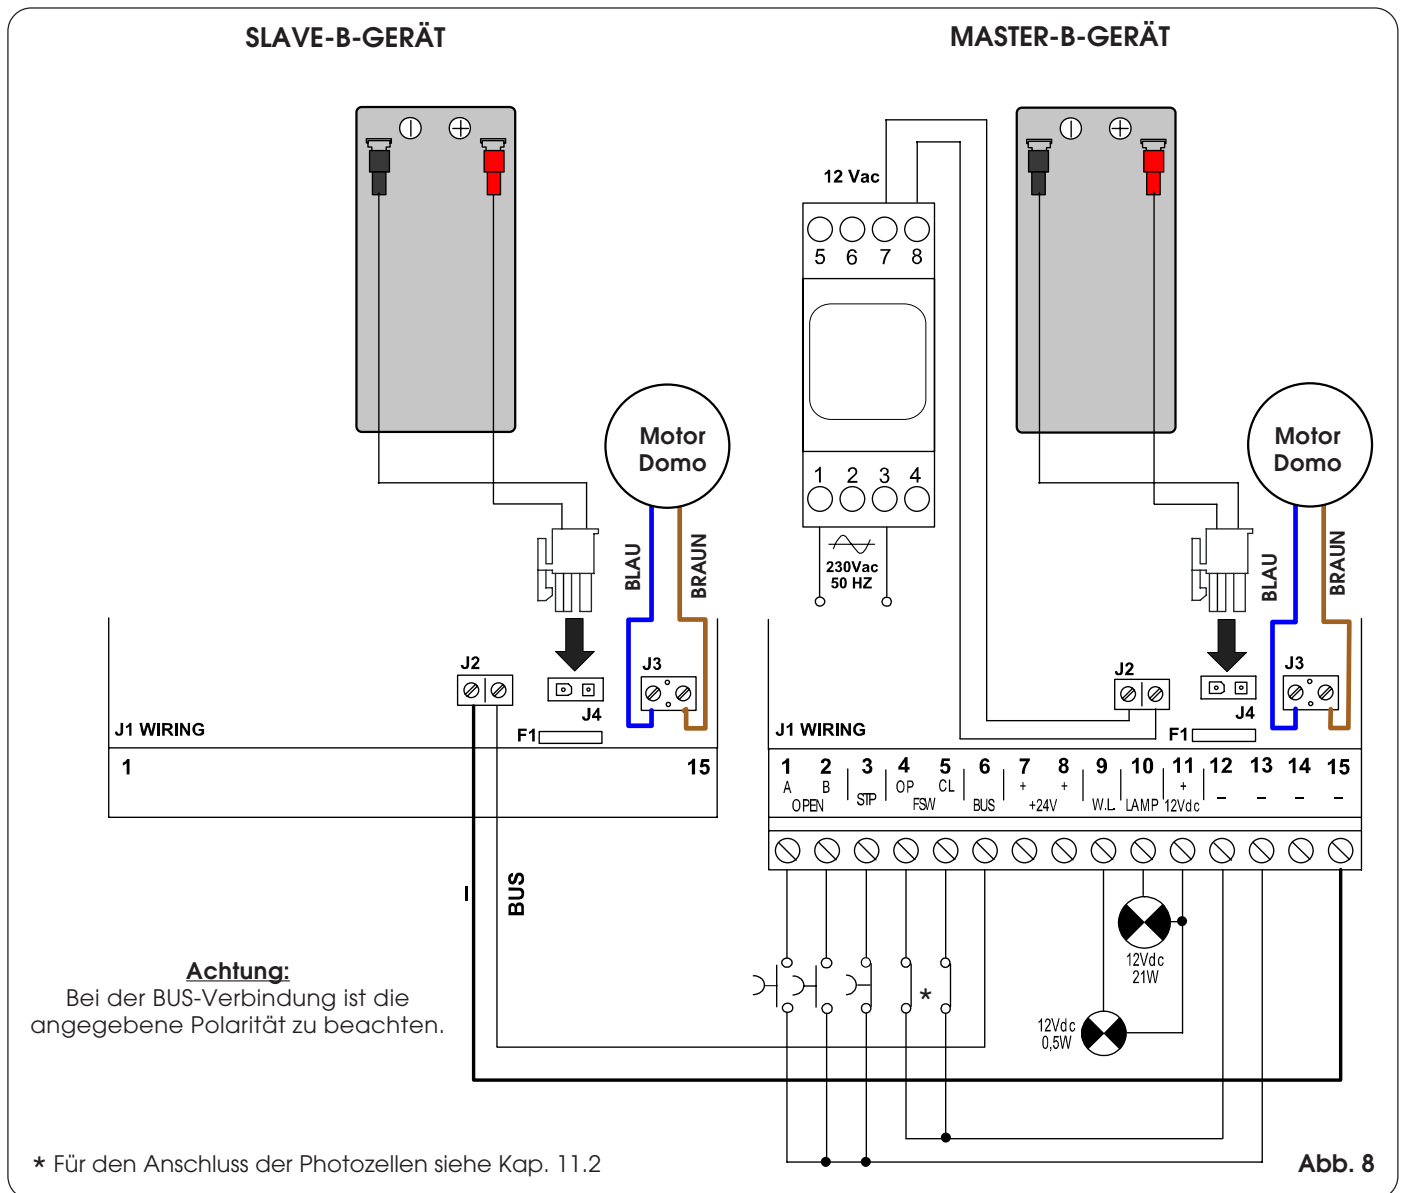 SLAVE-B-GERÄT
MASTER-B-GERÄT
12 Vac
5 6 7 8
1 2 3 4
230Vac
50 HZ
Motor
Domo
BLAU
BRAUN
Motor
Domo
BLAU
BRAUN
J2
J3
J4
F1
J1 WIRING
1
15
J2
J3
J4
F1
J1 WIRING
1 2 3 4 5 6 7 8 9 10 11 12 13 14 15
A B STP OP CL + + + – – – –
OPEN FSW BUS +24V W.L. LAMP 12Vdc
–
BUS
12Vdc
21W
12Vdc
0,5W
*
Achtung:
Bei der BUS-Verbindung ist die
angegebene Polarität zu beachten.
* Für den Anschluss der Photozellen siehe Kap. 11.2
Abb. 8